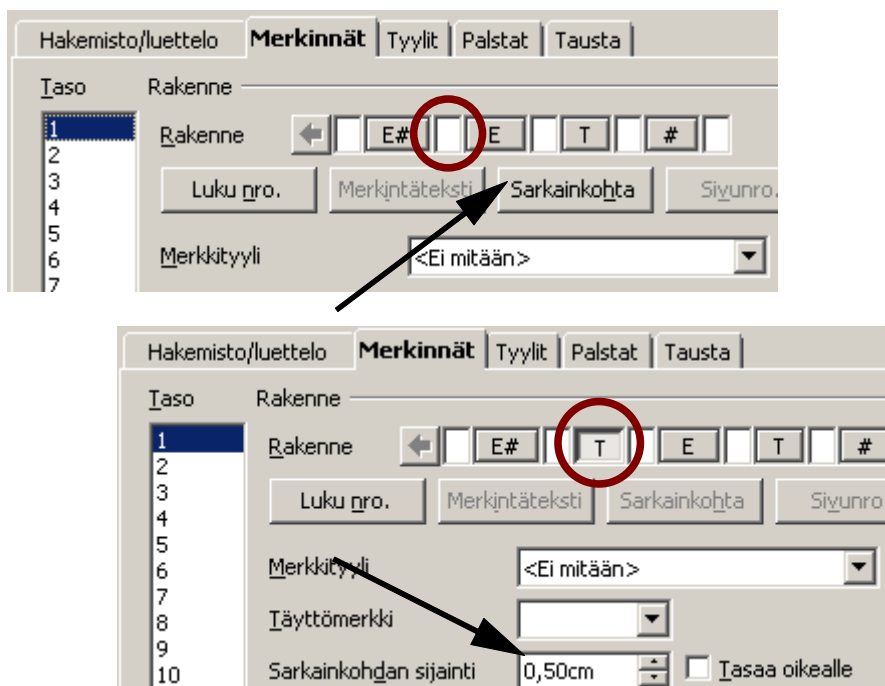 Hakemisto/luettelo Merkinnät Tyylit Palstat Tausta
Taso Rakenne
1
Rakenne E# E T #
2
3
Luku nro. Merkintäteksti Sarkainkohta Sivunro.
4
5
6
Merkkityyli <Ei mitään>
7
Hakemisto/luettelo Merkinnät Tyylit Palstat Tausta
Taso Rakenne
1
Rakenne E# T E T #
2
3
Luku nro. Merkintäteksti Sarkainkohta Sivunro
4
5
6
Merkkityyli <Ei mitään>
7
8
Täyttömerkki
9
10
Sarkainkohdan sijainti 0,50cm Tasaa oikealle